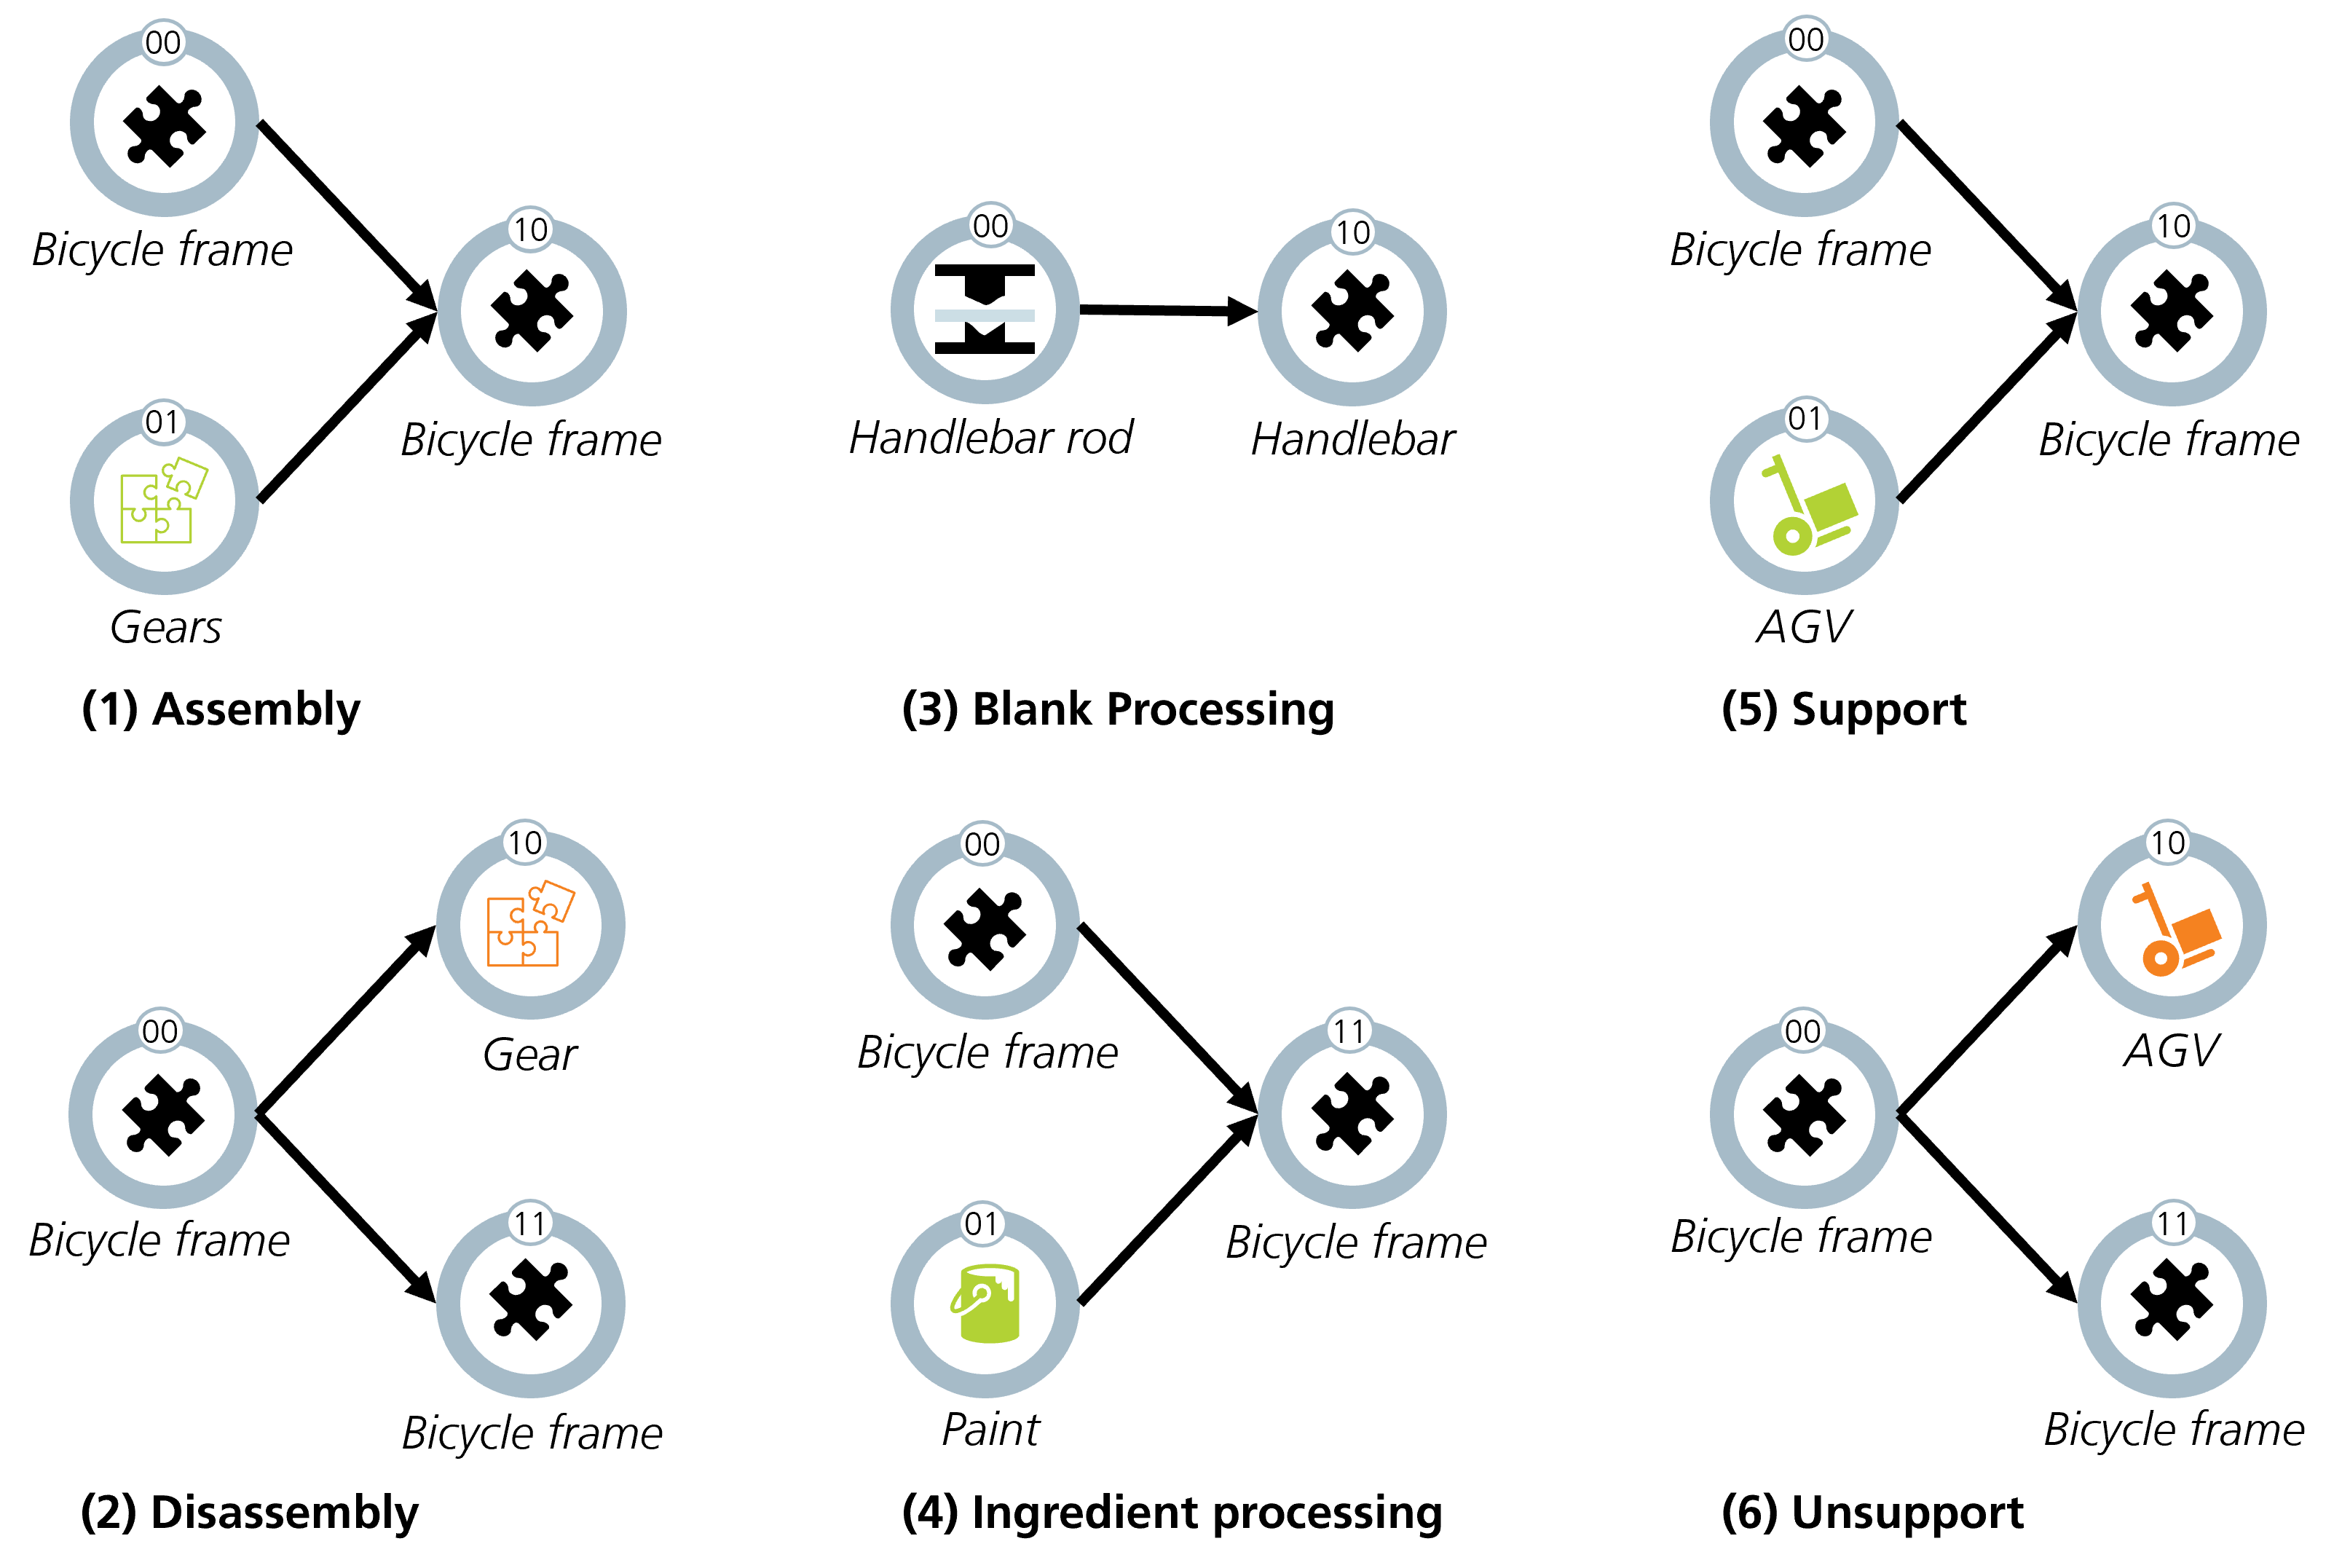 00
Bicycle frame
01
Gears
10
Bicycle frame
(1) Assembly
00
Handlebar rod
10
Handlebar
(3) Blank Processing
00
Bicycle frame
01
AGV
10
Bicycle frame
(5) Support
00
Bicycle frame
10
Gear
11
Bicycle frame
(2) Disassembly
00
Bicycle frame
01
Paint
11
Bicycle frame
(4) Ingredient processing
00
Bicycle frame
10
AGV
11
Bicycle frame
(6) Unsupport